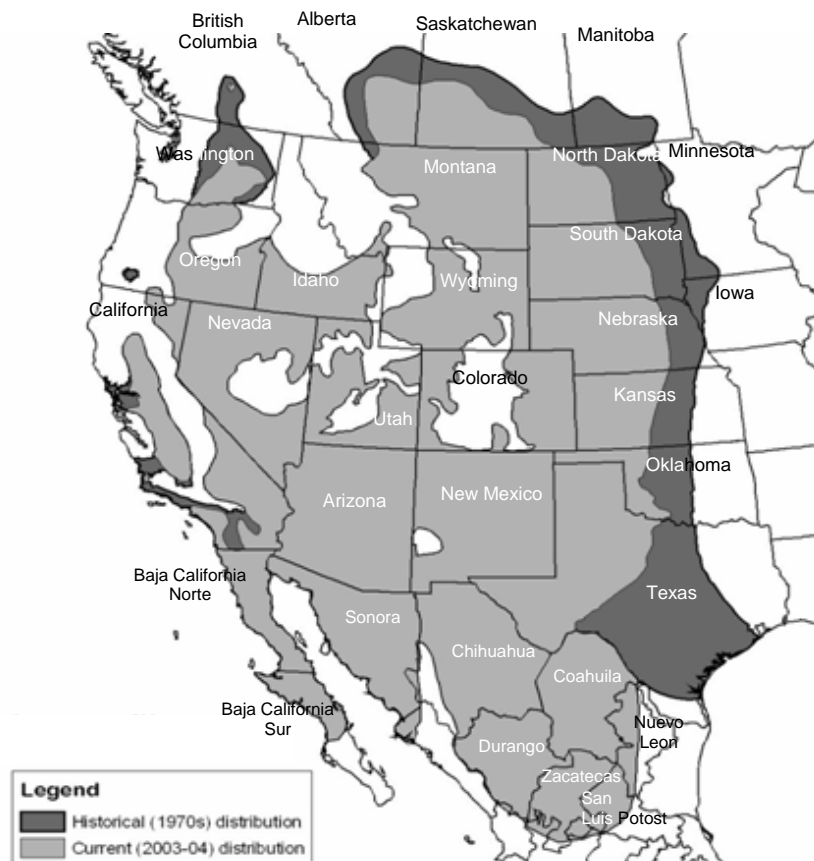 British
Columbia
Alberta
Saskatchewan
Manitoba
Washington
Montana
North Dakota
Minnesota
Oregon
Idaho
Wyoming
South Dakota
California
Nevada
Utah
Colorado
Nebraska
Iowa
Kansas
Oklahoma
Arizona
New Mexico
Texas
Baja California
Norte
Sonora
Chihuahua
Coahuila
Baja California
Sur
Durango
Nuevo
Leon
Zacatecas
San
Luis Potost
Legend
Historical (1970s) distribution
Current (2003-04) distribution